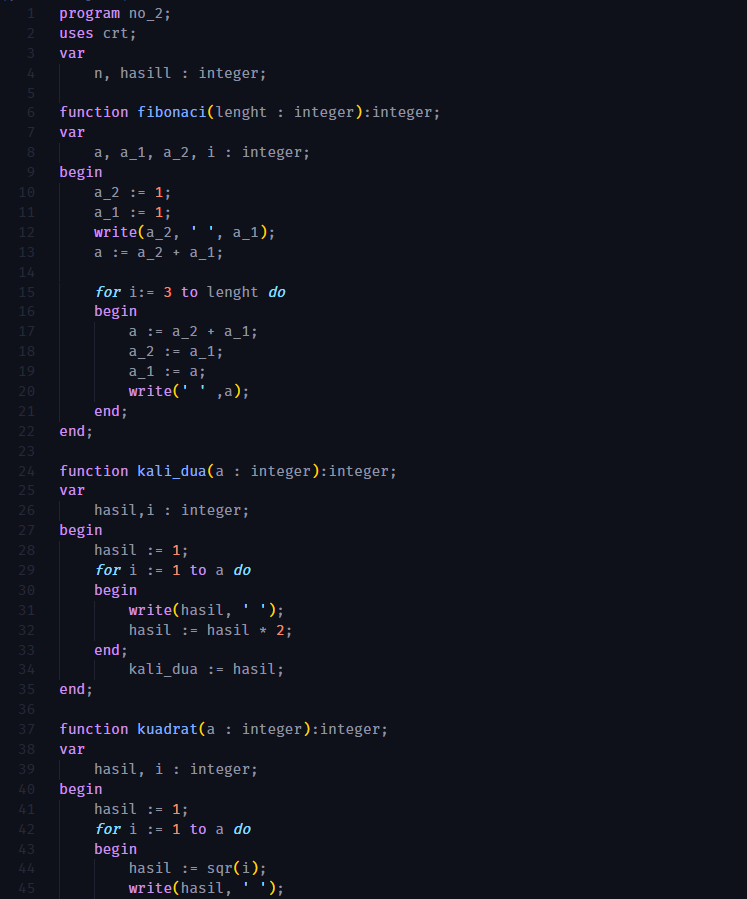 1 program no_2;
2 uses crt;
3 var
4 n, hasill : integer;
5
6 function fibonaci(lenght : integer):integer;
7 var
8 a, a_1, a_2, i : integer;
9 begin
10 a_2 := 1;
11 a_1 := 1;
12 write(a_2, ' ', a_1);
13 a := a_2 + a_1;
14
15 for i:= 3 to lenght do
16 begin
17 a := a_2 + a_1;
18 a_2 := a_1;
19 a_1 := a;
20 write(' ' ,a);
21 end;
22 end;
23
24 function kali_dua(a : integer):integer;
25 var
26 hasil,i : integer;
27 begin
28 hasil := 1;
29 for i := 1 to a do
30 begin
31 write(hasil, ' ');
32 hasil := hasil * 2;
33 end;
34 kali_dua := hasil;
35 end;
36
37 function kuadrat(a : integer):integer;
38 var
39 hasil, i : integer;
40 begin
41 hasil := 1;
42 for i := 1 to a do
43 begin
44 hasil := sqr(i);
45 write(hasil, ' ');